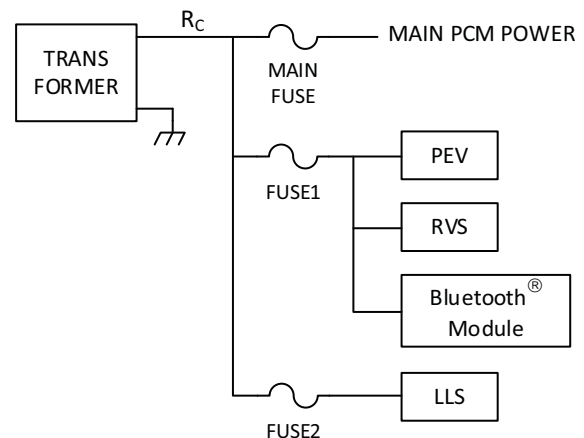 TRANS
FORMER
R_C
MAIN
FUSE
MAIN PCM POWER
FUSE1
PEV
RVS
Bluetooth®
Module
FUSE2
LLS